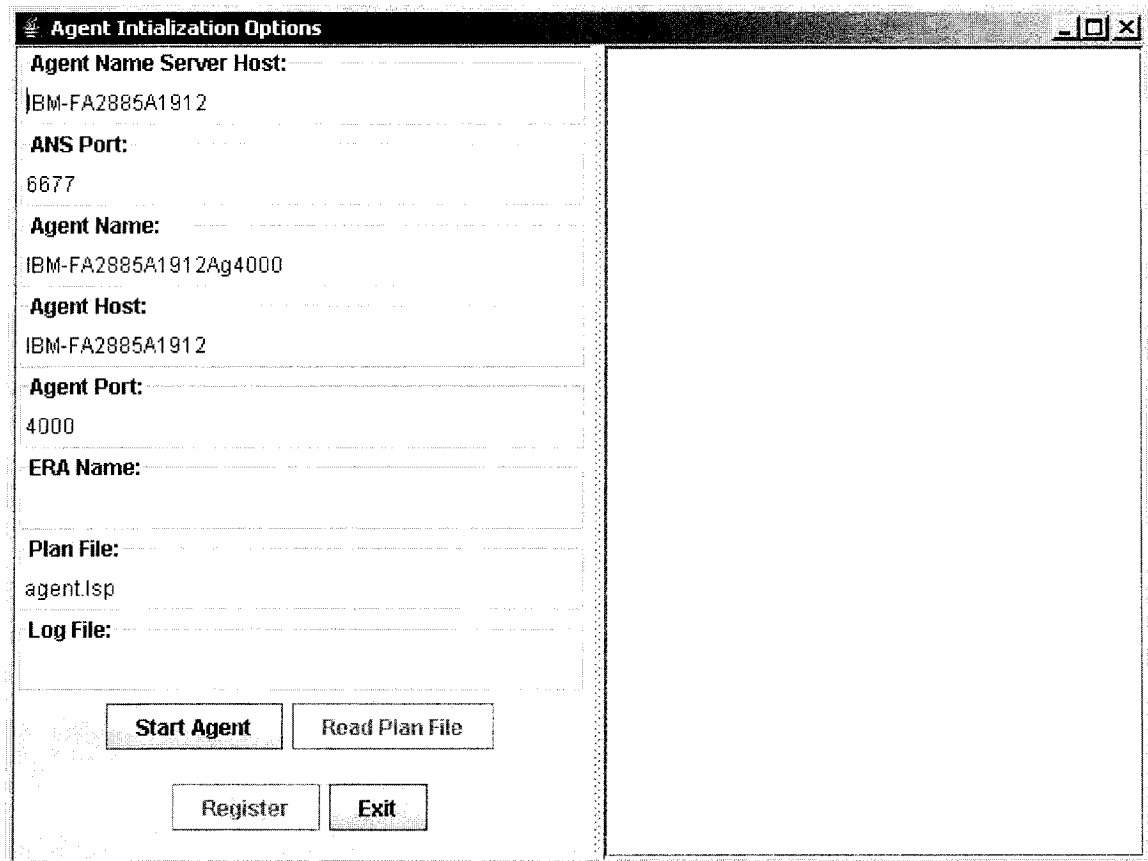 Agent Intialization Options
Agent Name Server Host:
IBM-FA2885A1912
ANS Port:
6677
Agent Name:
IBM-FA2885A1912Ag4000
Agent Host:
IBM-FA2885A1912
Agent Port:
4000
ERA Name:
Plan File:
agent.lsp
Log File:
Start Agent Read Plan File
Register Exit